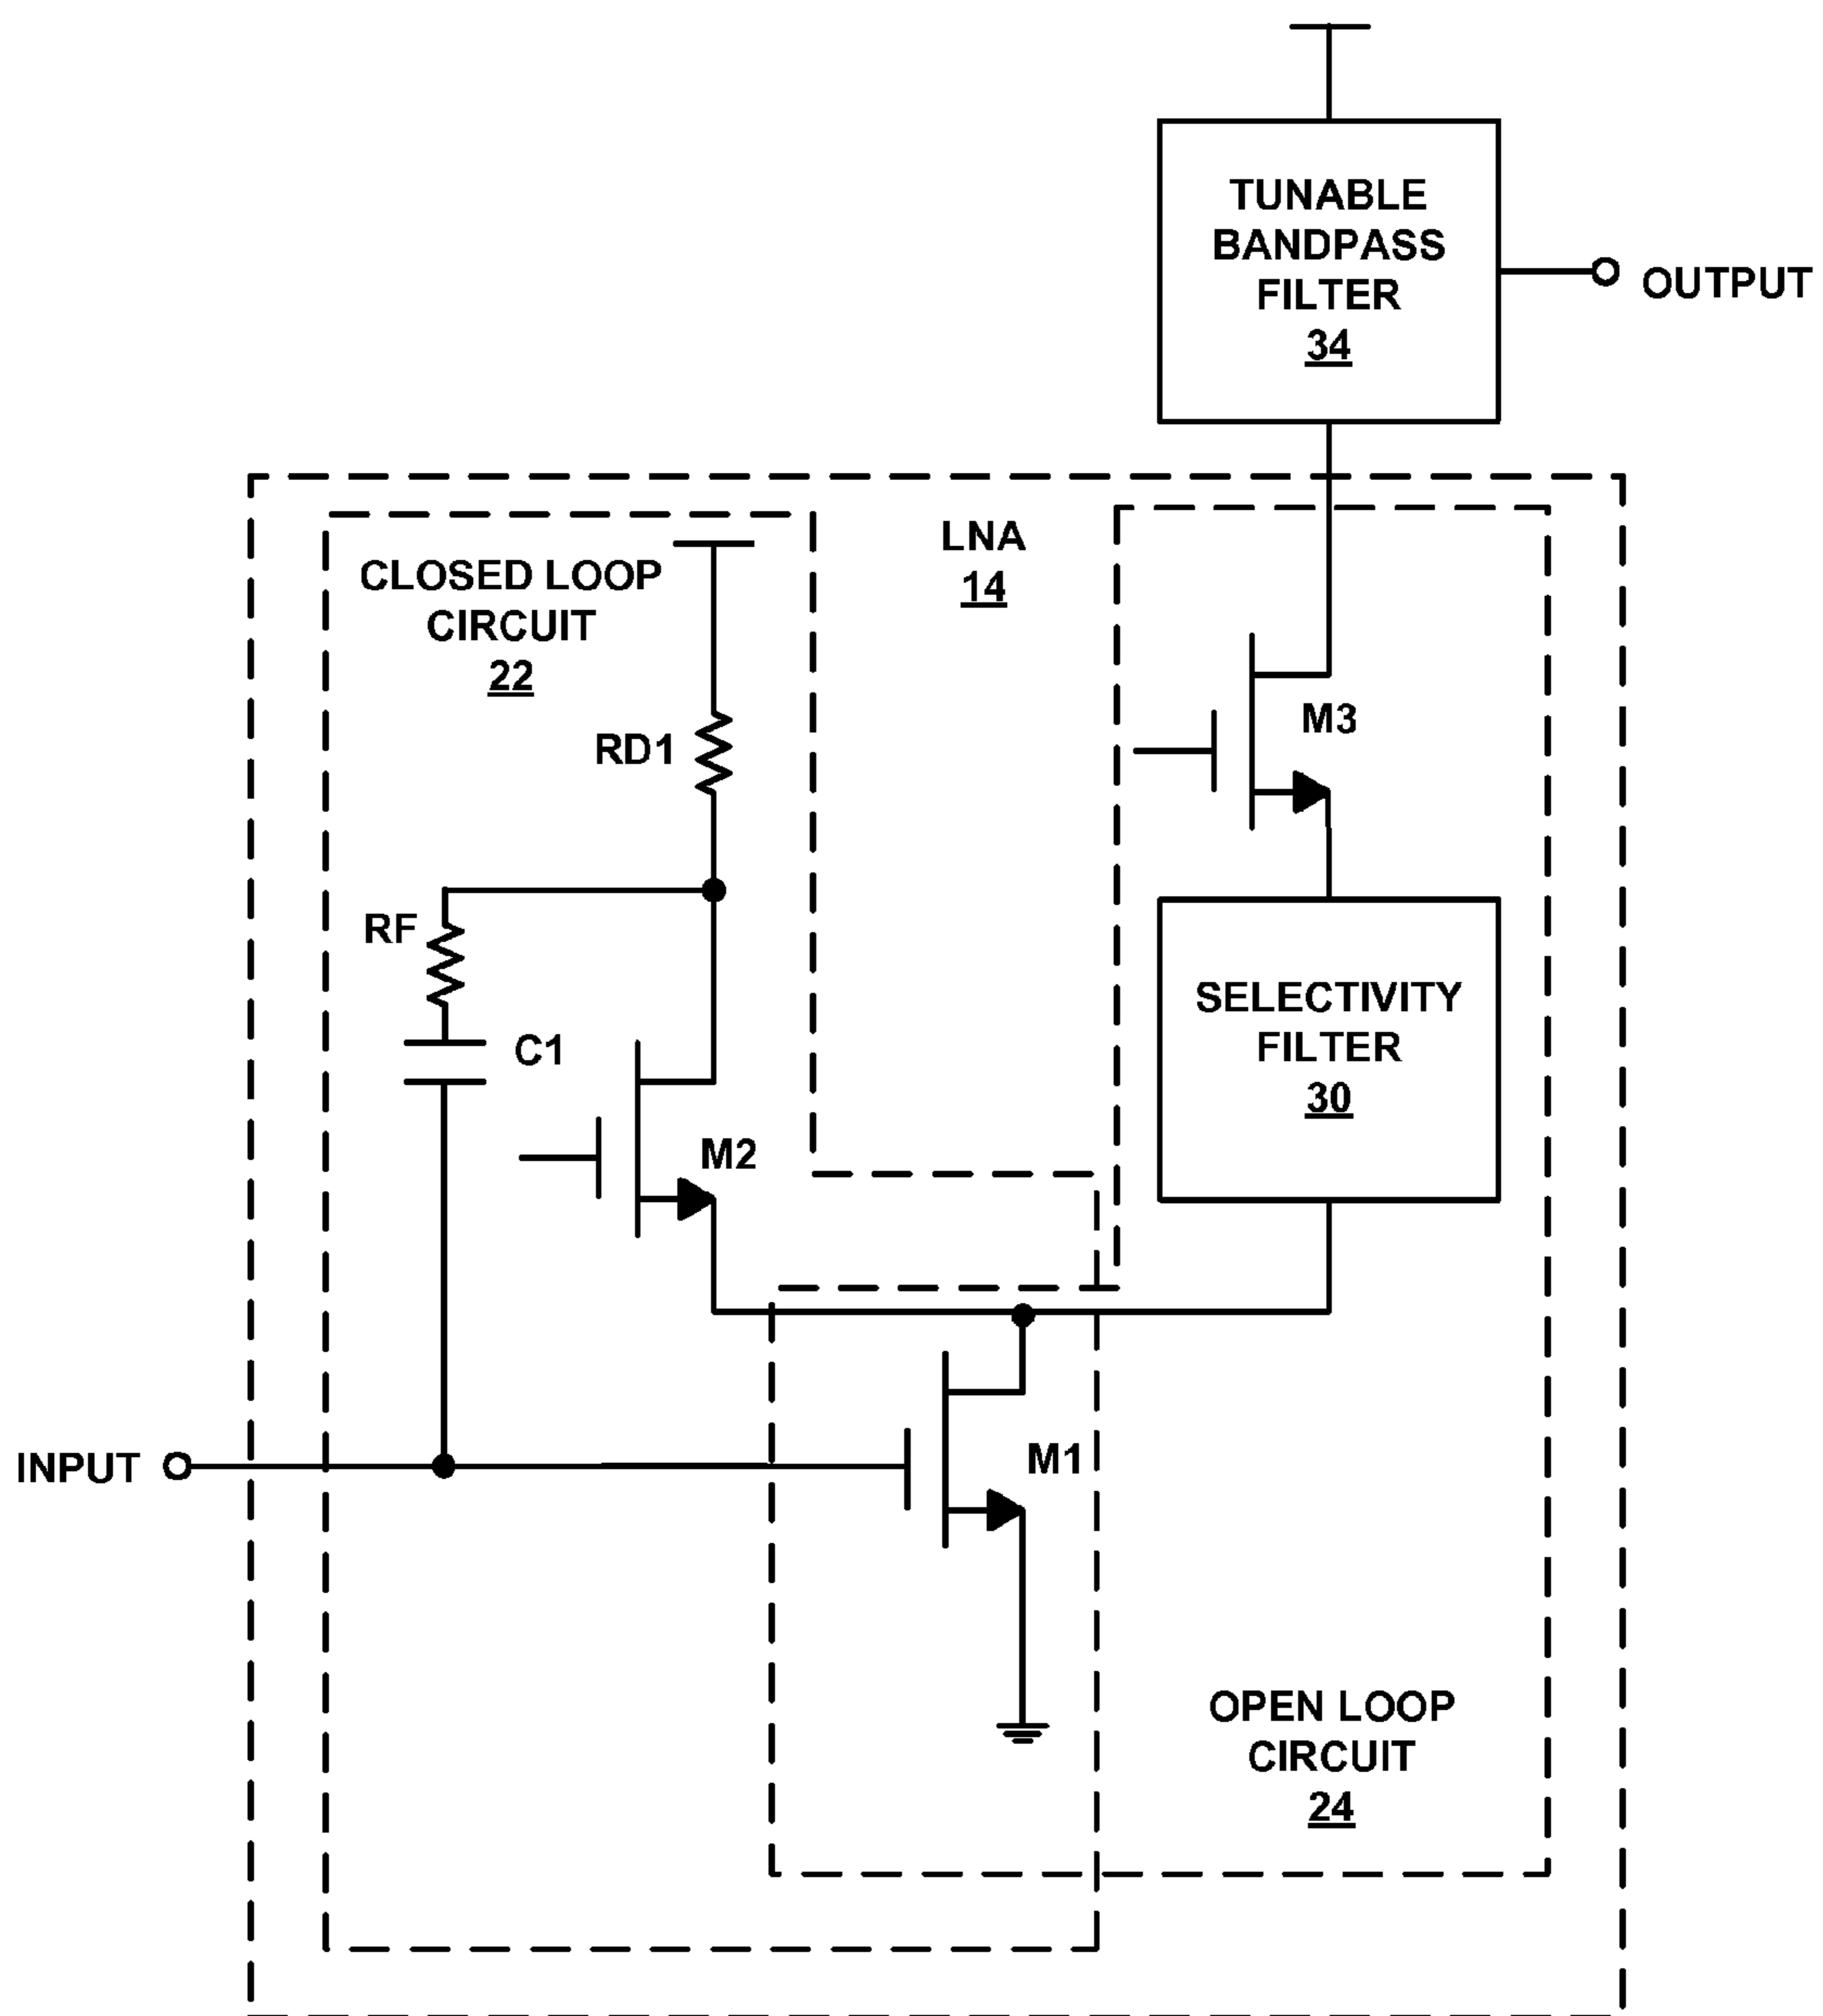 TUNABLE
BANDPASS
FILTER
34
OUTPUT
LNA
14
CLOSED LOOP
CIRCUIT
22
M3
RD1
RF
SELECTIVITY
FILTER
30
C1
M2
M1
INPUT
OPEN LOOP
CIRCUIT
24